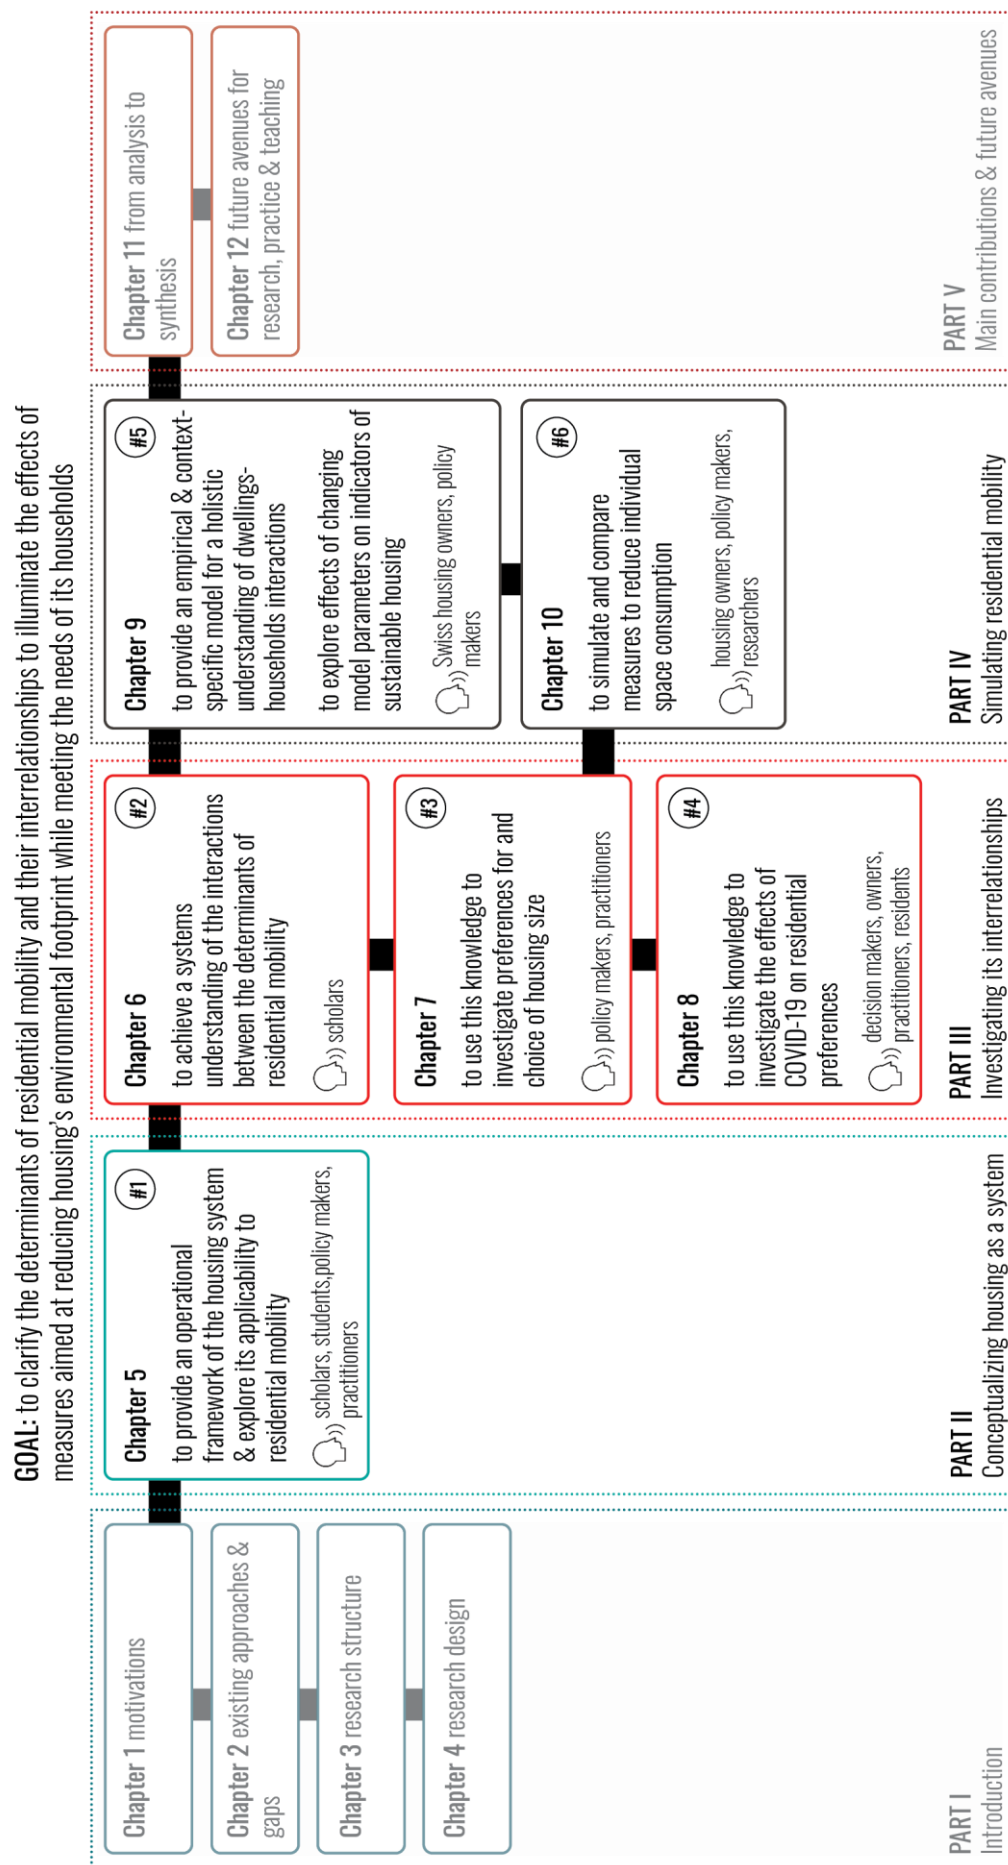 GOAL: to clarify the determinants of residential mobility and their interrelationships to illuminate the effects of
measures aimed at reducing housing's environmental footprint while meeting the needs of its households
Chapter 1 motivations
Chapter 2 existing approaches &
gaps
Chapter 3 research structure
Chapter 4 research design
PART I
Introduction
#1
Chapter 5
to provide an operational
framework of the housing system
& explore its applicability to
residential mobility
scholars, students,policy makers,
practitioners
PART II
Conceptualizing housing as a system
#2
Chapter 6
to achieve a systems
understanding of the interactions
between the determinants of
residential mobility
scholars
#3
Chapter 7
to use this knowledge to
investigate preferences for and
choice of housing size
policy makers, practitioners
#4
Chapter 8
to use this knowledge to
investigate the effects of
COVID-19 on residential
preferences
decision makers, owners,
practitioners, residents
PART III
Investigating its interrelationships
#5
Chapter 9
to provide an empirical & context-
specific model for a holistic
understanding of dwellings-
households interactions
to explore effects of changing
model parameters on indicators of
sustainable housing
Swiss housing owners, policy
makers
#6
Chapter 10
to simulate and compare
measures to reduce individual
space consumption
housing owners, policy makers,
researchers
PART IV
Simulating residential mobility
Chapter 11 from analysis to
synthesis
Chapter 12 future avenues for
research, practice & teaching
PART V
Main contributions & future avenues